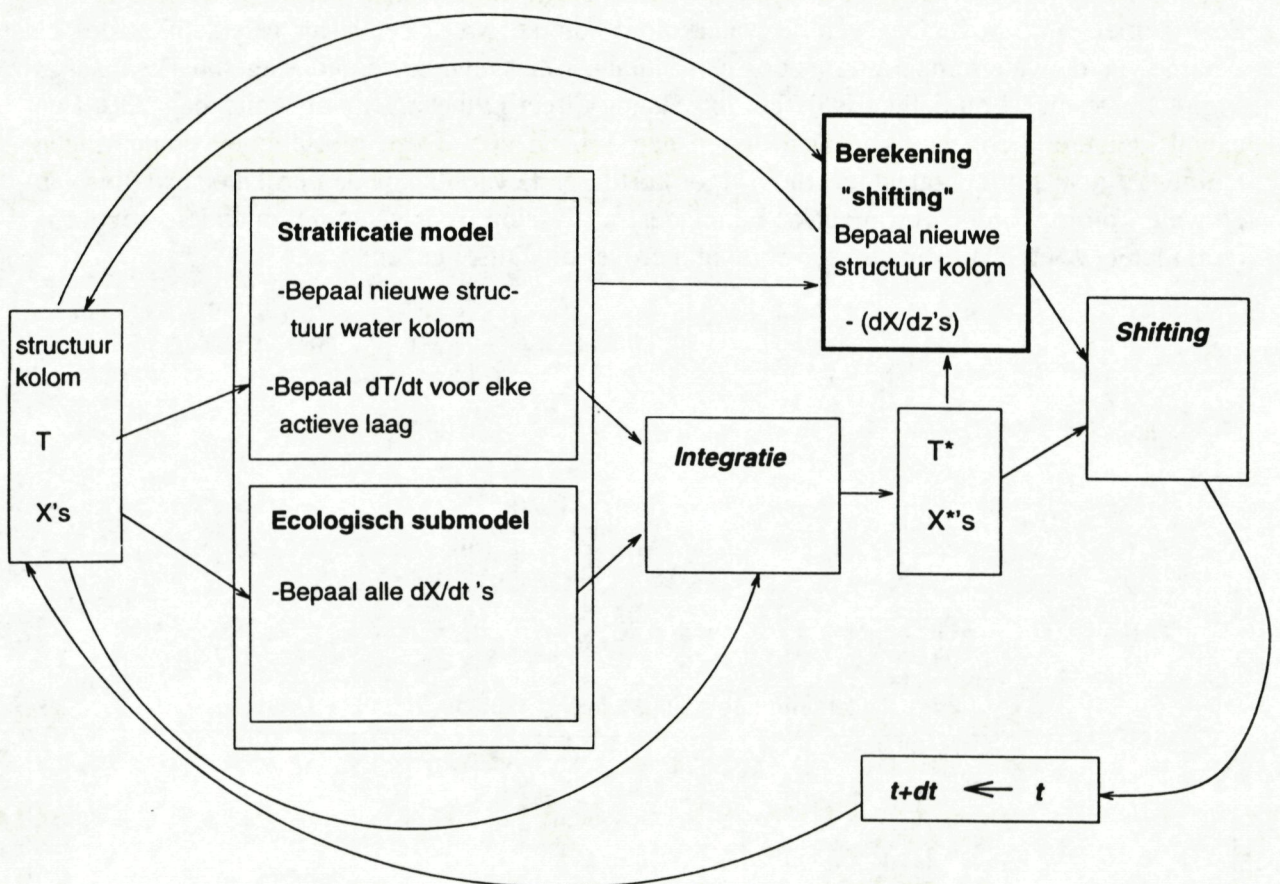 structuur
kolom
T
X's
Stratificatie model
-Bepaal nieuwe struc-
tuur water kolom
-Bepaal dT/dt voor elke
actieve laag
Ecologisch submodel
-Bepaal alle dX/dt 's
Integratie
T*
X*'s
Berekening
"shifting"
Bepaal nieuwe
structuur kolom
- (dX/dz's)
Shifting
t+dt ← t